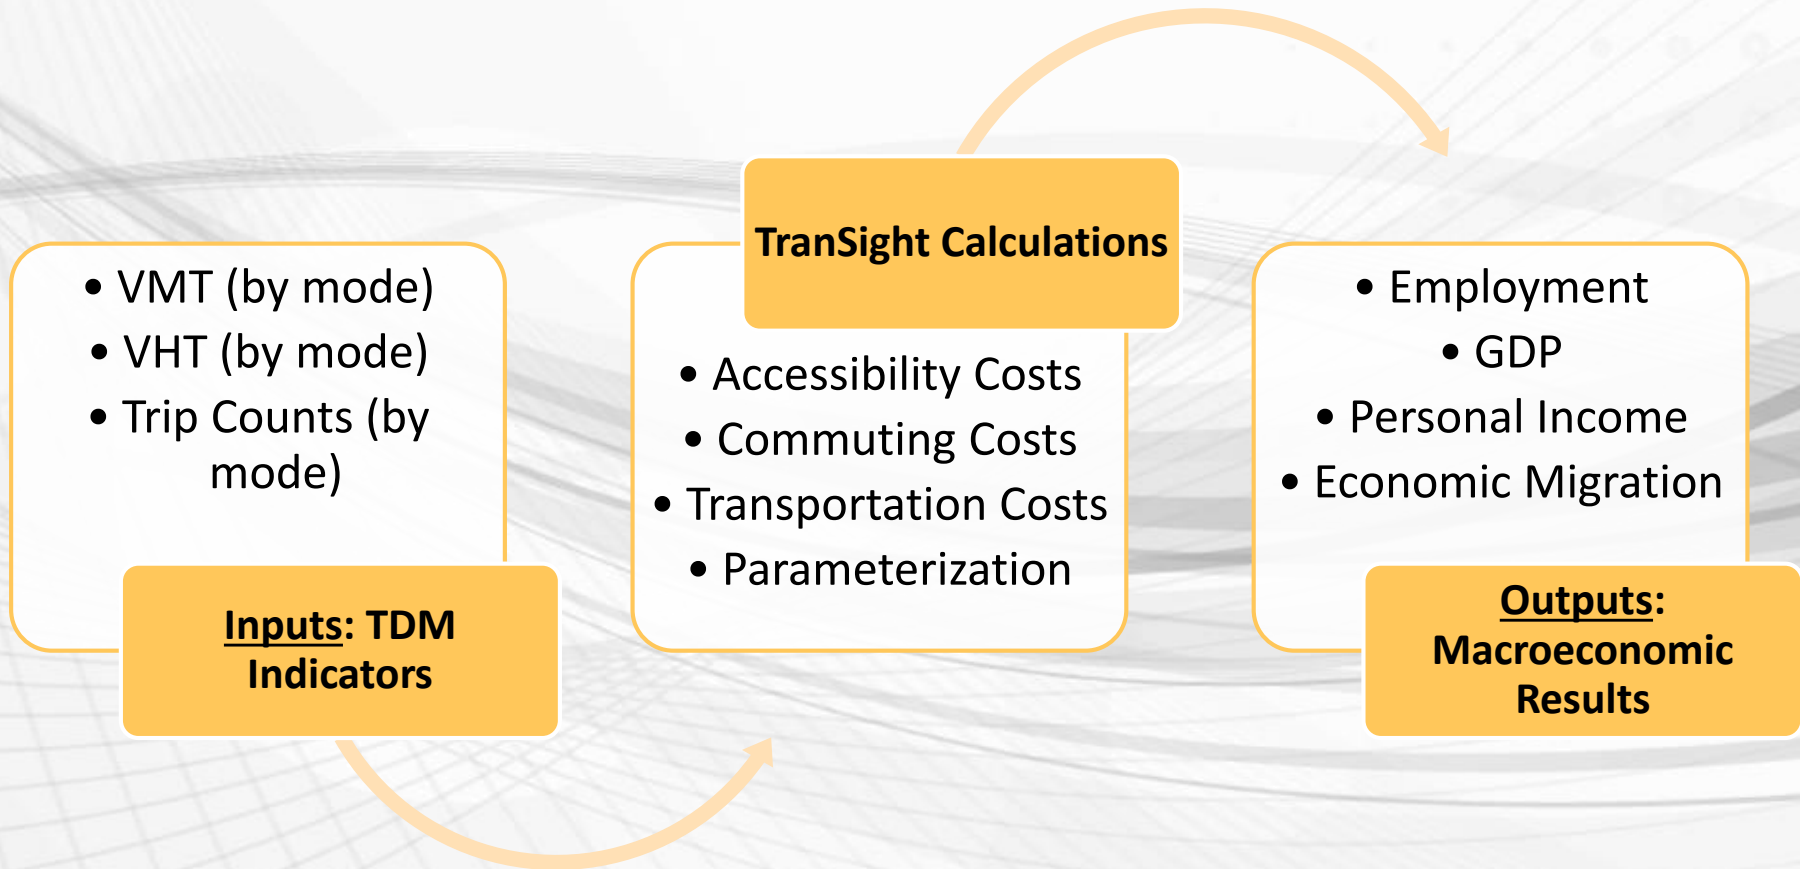 • VMT (by mode)
• VHT (by mode)
• Trip Counts (by
mode)
Inputs: TDM
Indicators
TranSight Calculations
• Accessibility Costs
• Commuting Costs
• Transportation Costs
• Parameterization
• Employment
• GDP
• Personal Income
• Economic Migration
Outputs:
Macroeconomic
Results